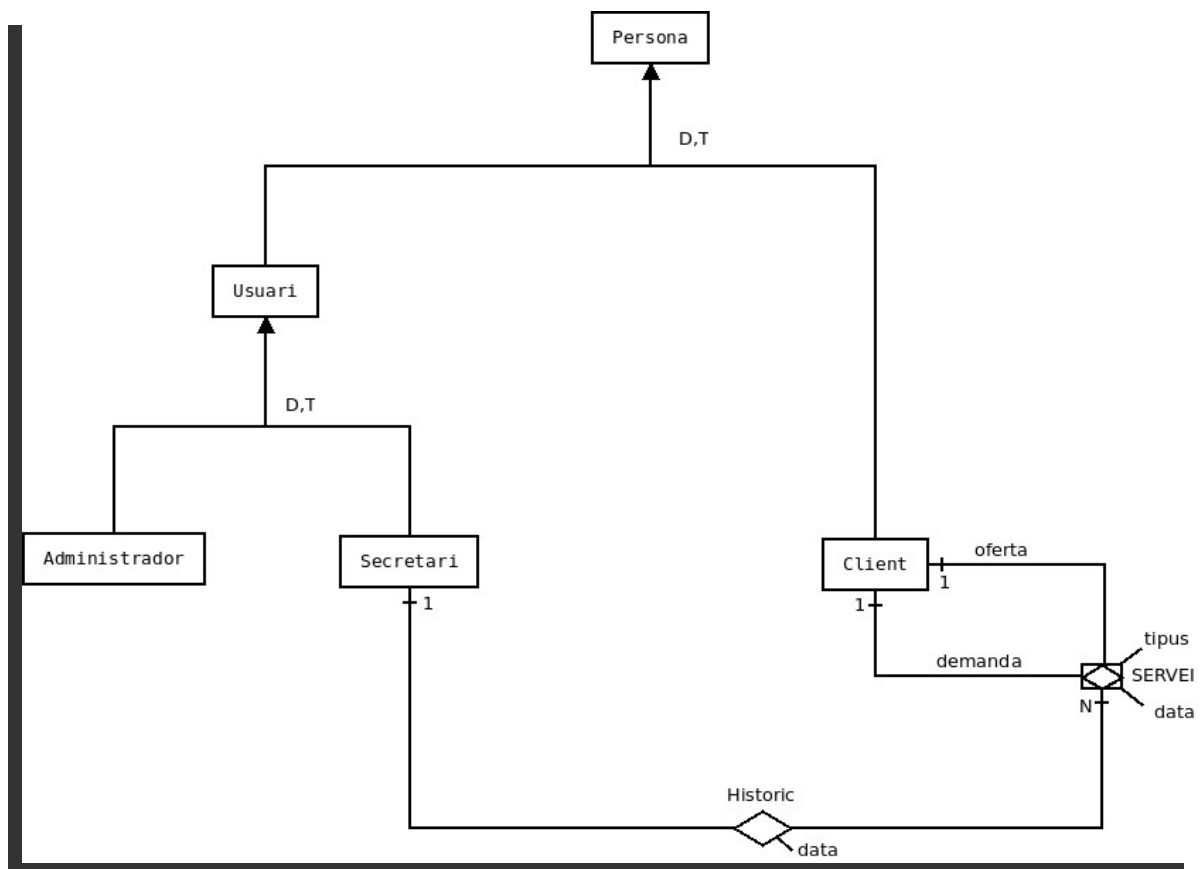 Persona
D,T
Usuari
D,T
Administrador
Secretari
Client
oferta
1
1
1
tipus
demanda
SERVEI
N
data
Historic
data